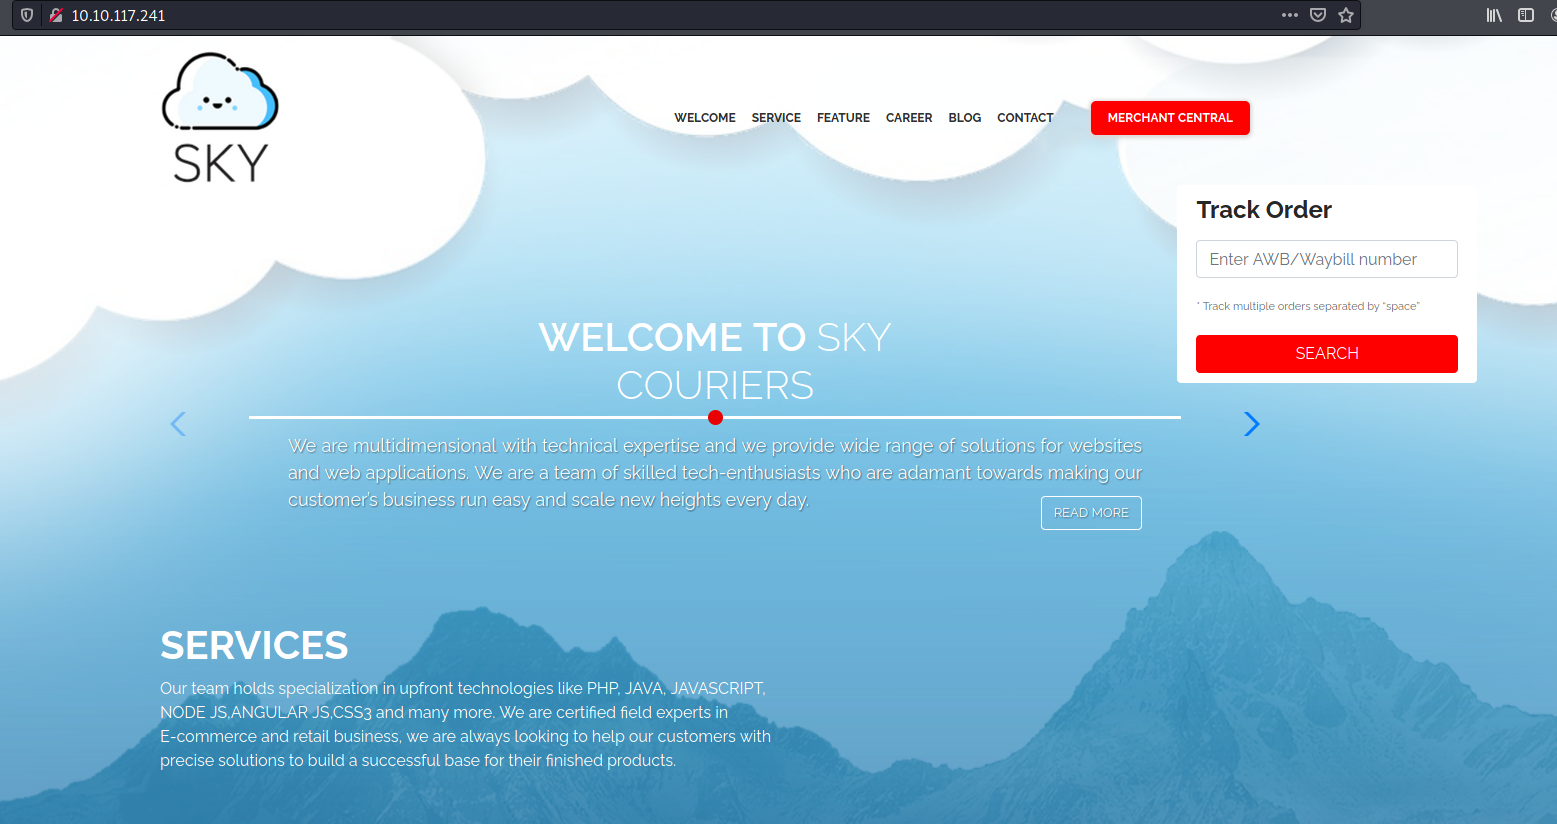 10.10.117.241
SKY
WELCOME SERVICE FEATURE CAREER BLOG CONTACT MERCHANT CENTRAL
Track Order
Enter AWB/Waybill number
* Track multiple orders separated by "space"
SEARCH
WELCOME TO SKY
COURIERS
We are multidimensional with technical expertise and we provide wide range of solutions for websites
and web applications. We are a team of skilled tech-enthusiasts who are adamant towards making our
customer's business run easy and scale new heights every day.
READ MORE
SERVICES
Our team holds specialization in upfront technologies like PHP, JAVA, JAVASCRIPT,
NODE JS,ANGULAR JS,CSS3 and many more. We are certified field experts in
E-commerce and retail business, we are always looking to help our customers with
precise solutions to build a successful base for their finished products.